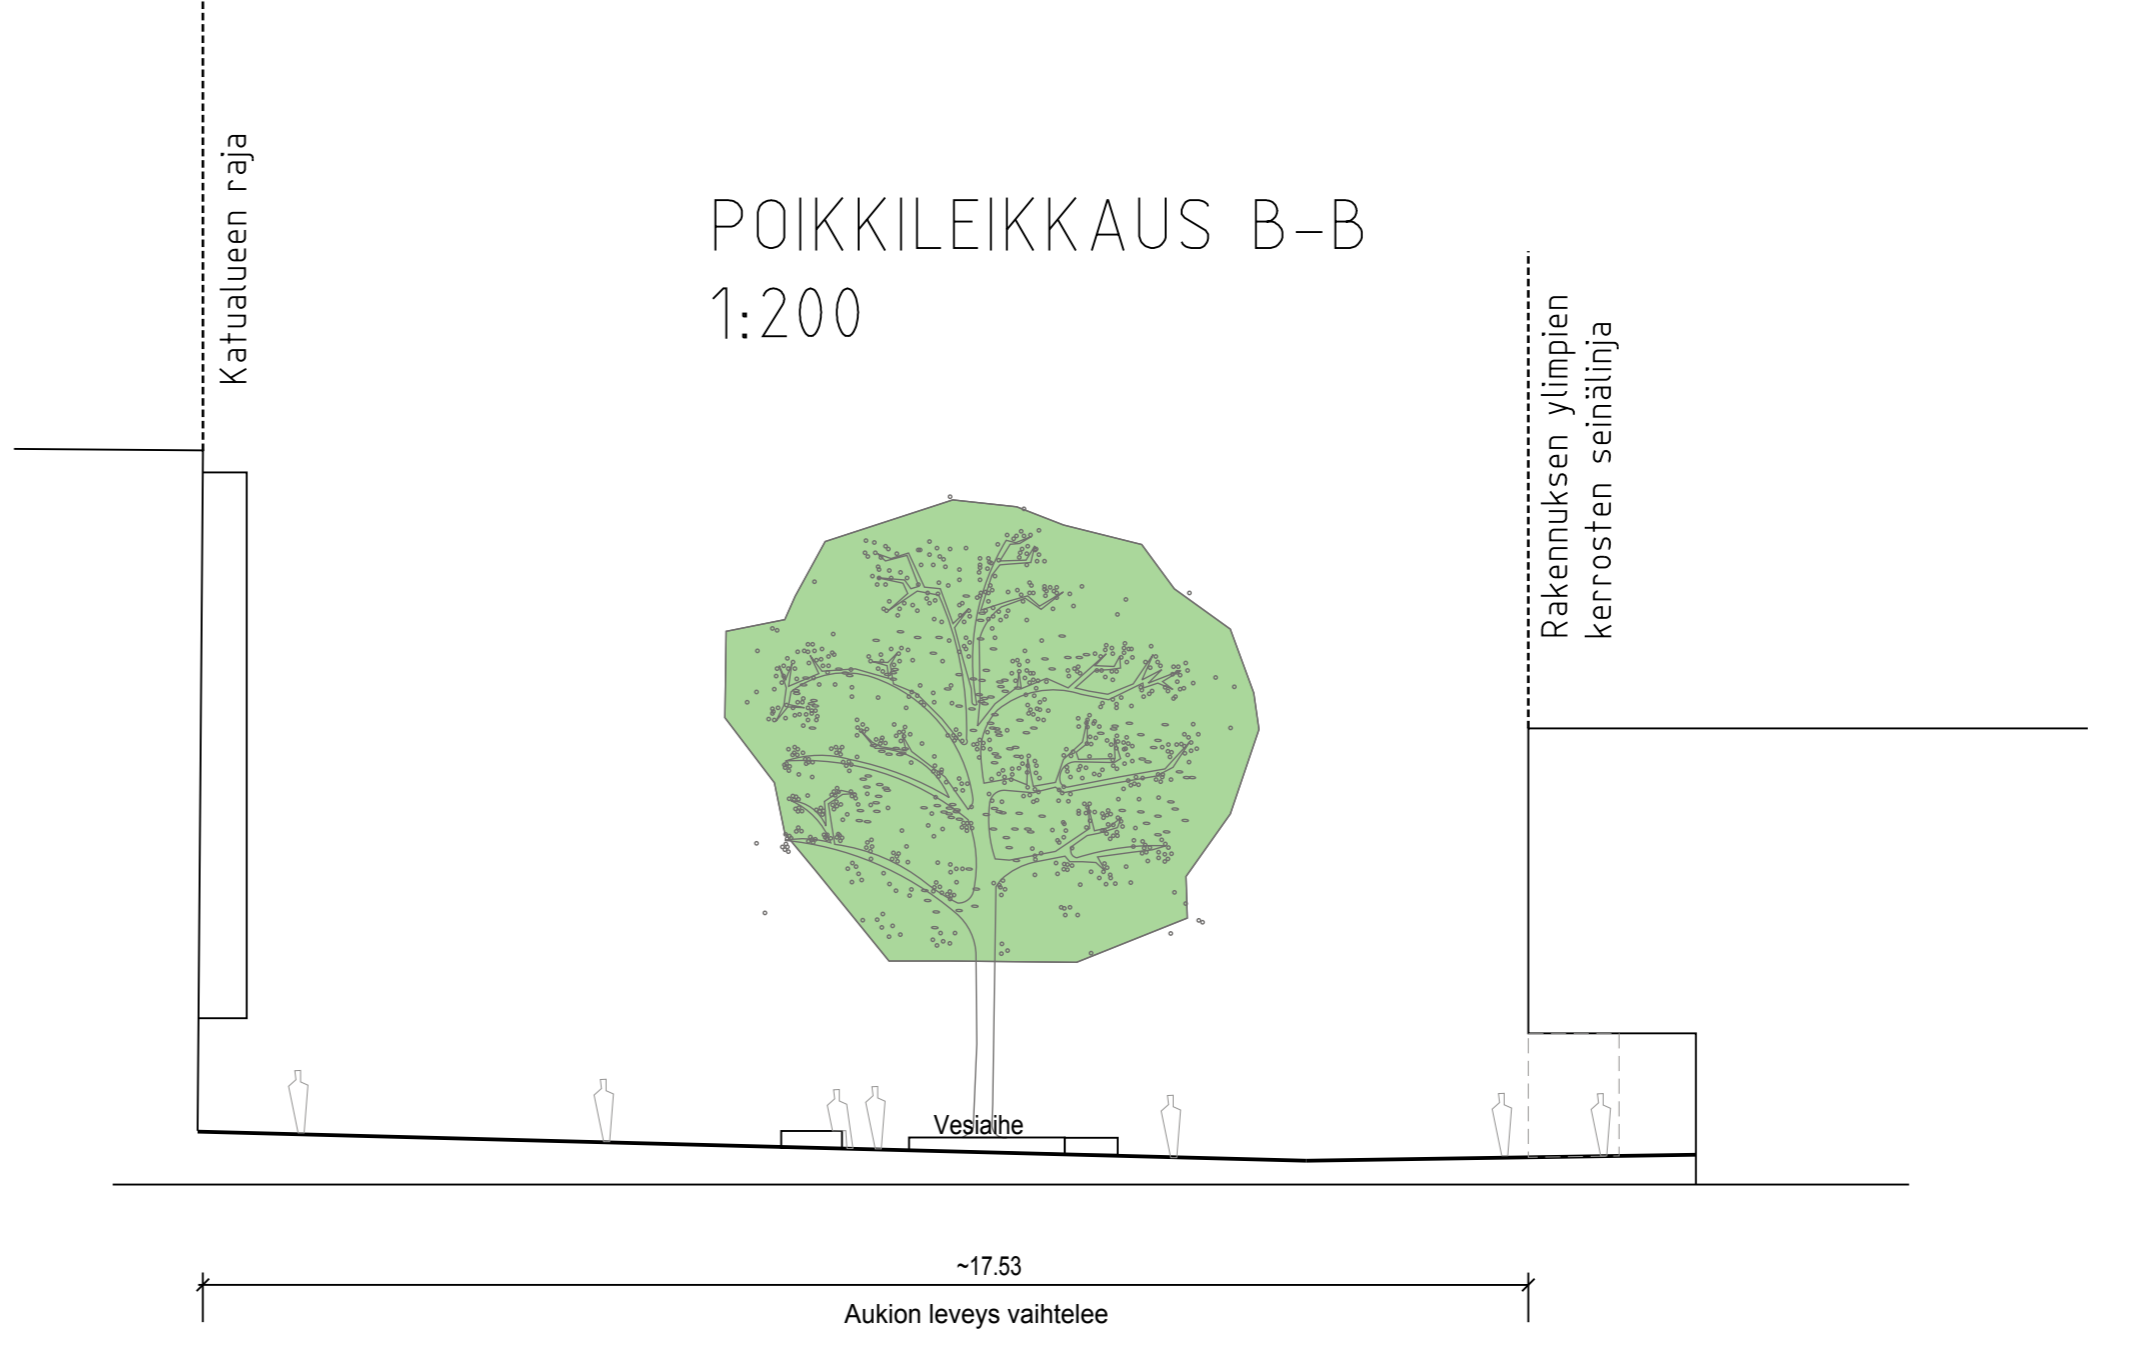 Katualueen raja
POIKKILEIKKAUS B-B
1:200
Rakennuksen ylimpien
kerrosten seinälinja
Vesiaihe
~17.53
Aukion leveys vaihtelee